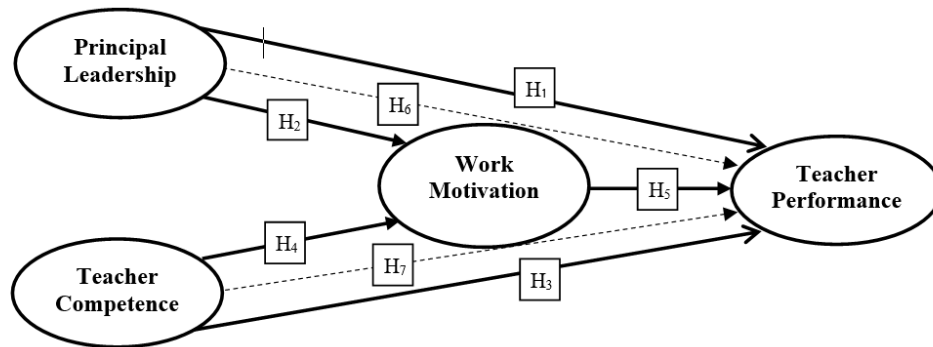 Principal
Leadership
H₁
H₆
H₂
Work
Motivation
Teacher
Performance
H₅
H₄
H₇
H₃
Teacher
Competence